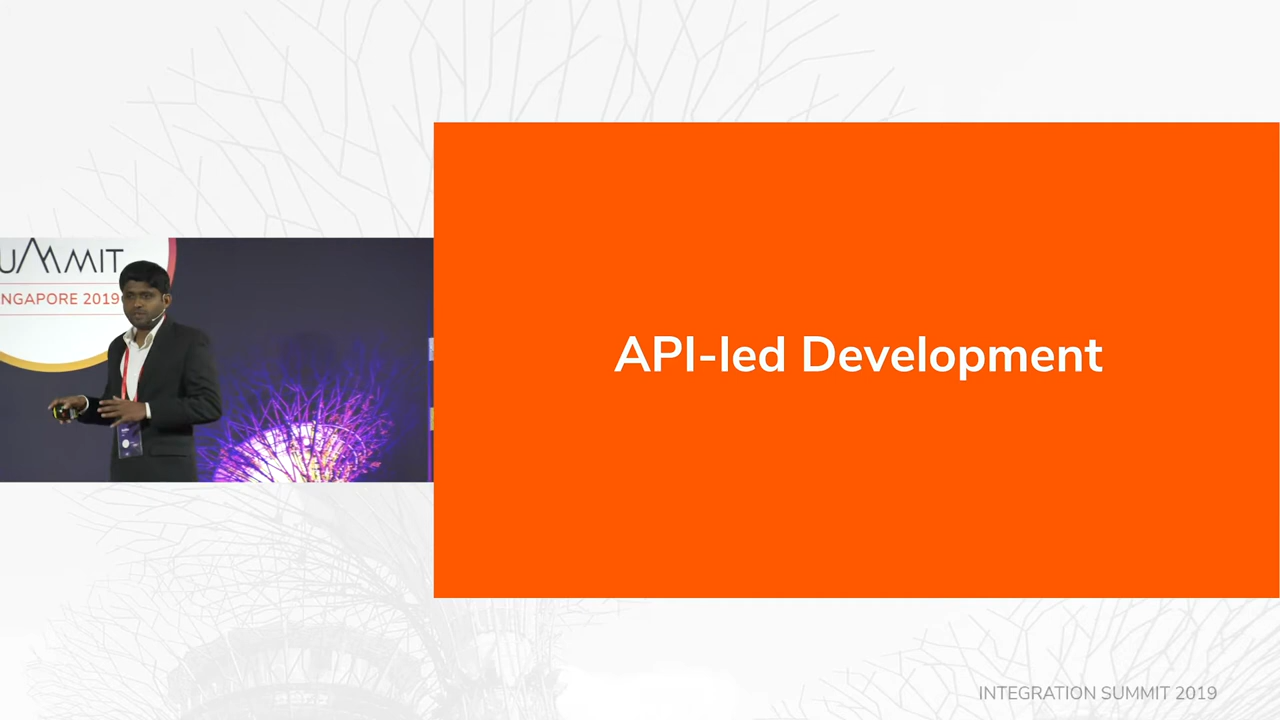 UMMIT
NGAPORE 2019
API-led Development
INTEGRATION SUMMIT 2019